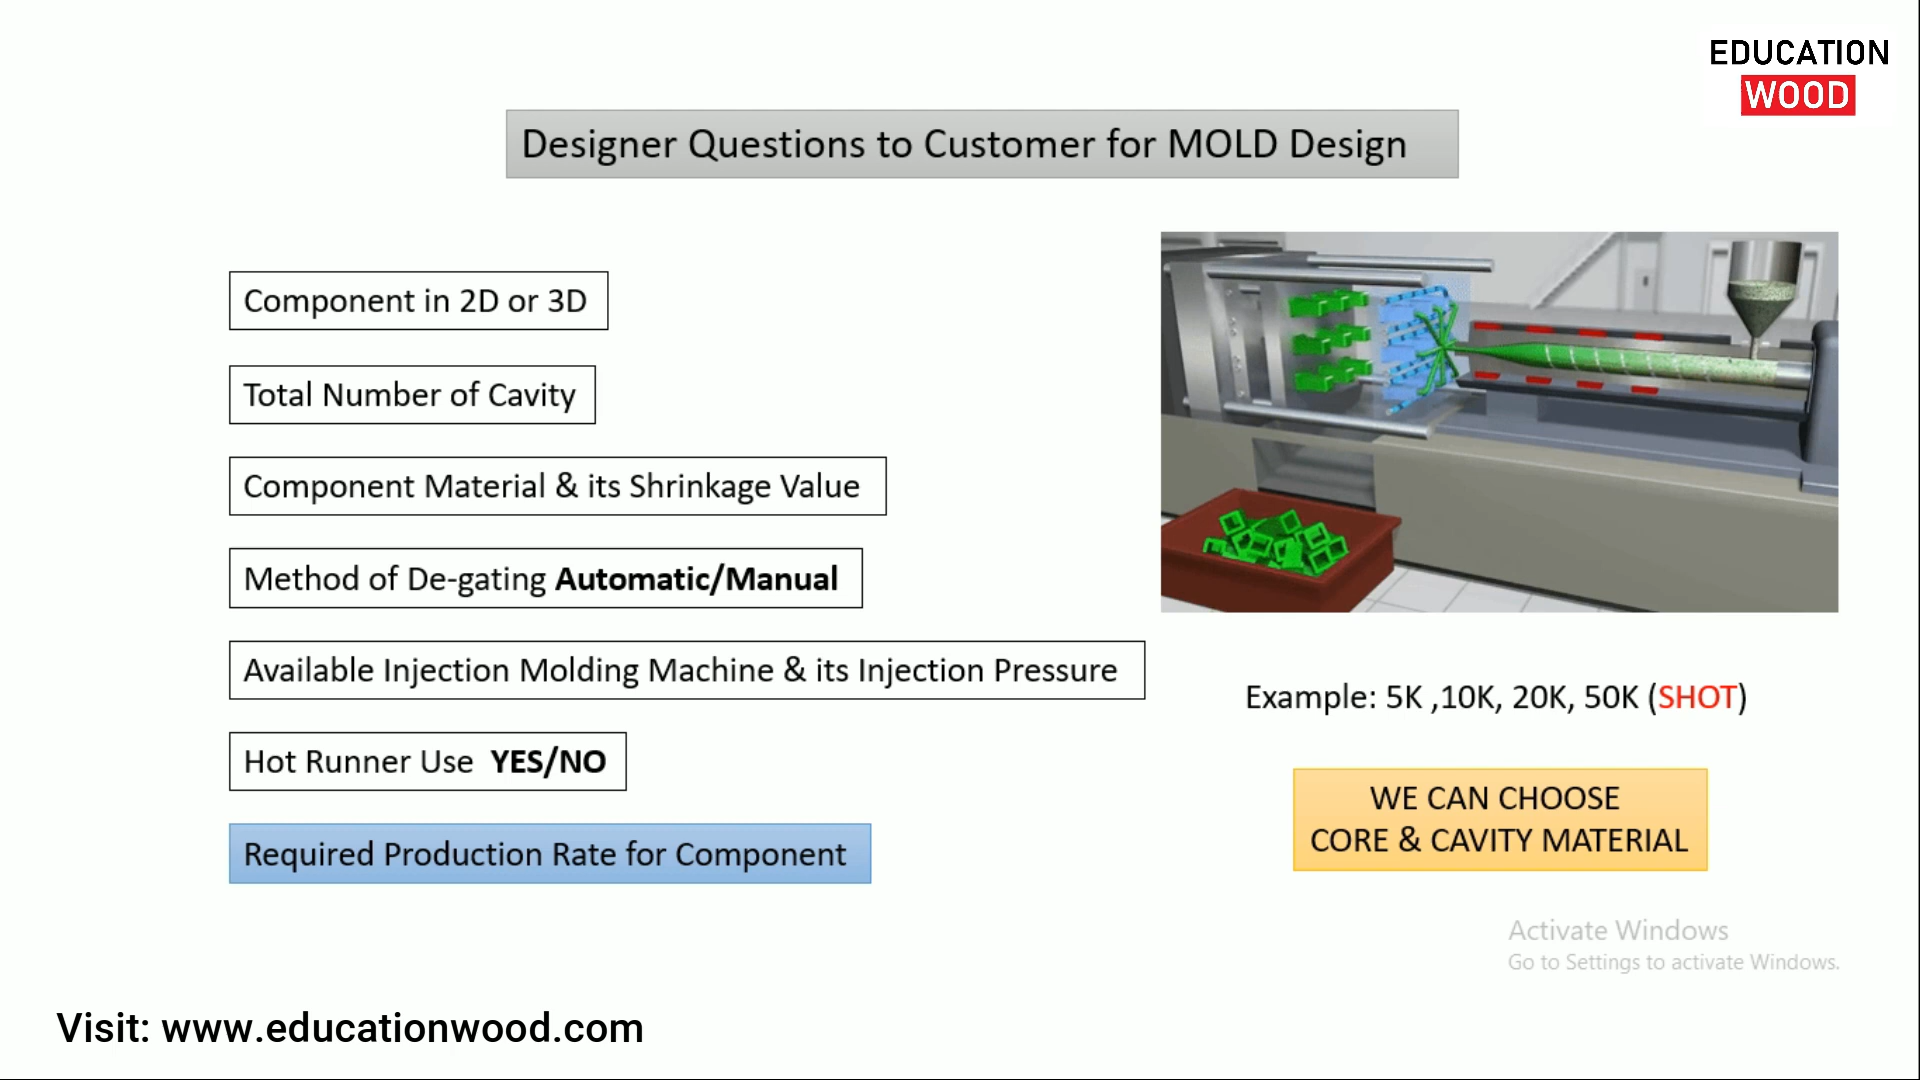 EDUCATION
WOOD
Designer Questions to Customer for MOLD Design
Component in 2D or 3D
Total Number of Cavity
Component Material & its Shrinkage Value
Method of De-gating Automatic/Manual
Available Injection Molding Machine & its Injection Pressure
Hot Runner Use YES/NO
Required Production Rate for Component
Example: 5K ,10K, 20K, 50K (SHOT)
WE CAN CHOOSE
CORE & CAVITY MATERIAL
Activate Windows
Go to Settings to activate Windows.
Visit: www.educationwood.com